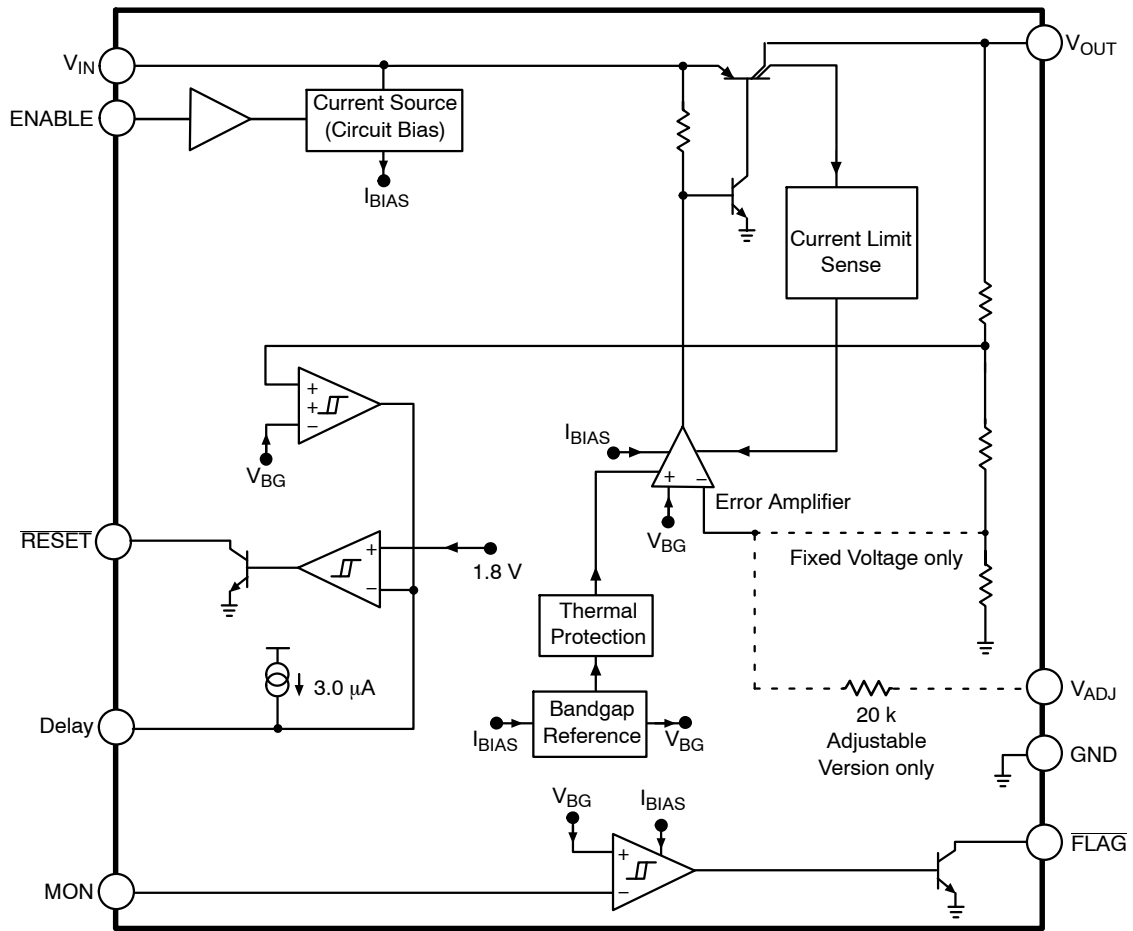 VIN
VOUT
ENABLE
Current Source
(Circuit Bias)
IBIAS
Current Limit
Sense
+
+
−
VBG
IBIAS
+ −
Error Amplifier
VBG
RESET
+
−
1.8 V
Fixed Voltage only
Thermal
Protection
3.0 μA
Delay
Bandgap
Reference
IBIAS
VBG
VADJ
20 k
Adjustable
Version only
GND
VBG
IBIAS
+
−
FLAG
MON